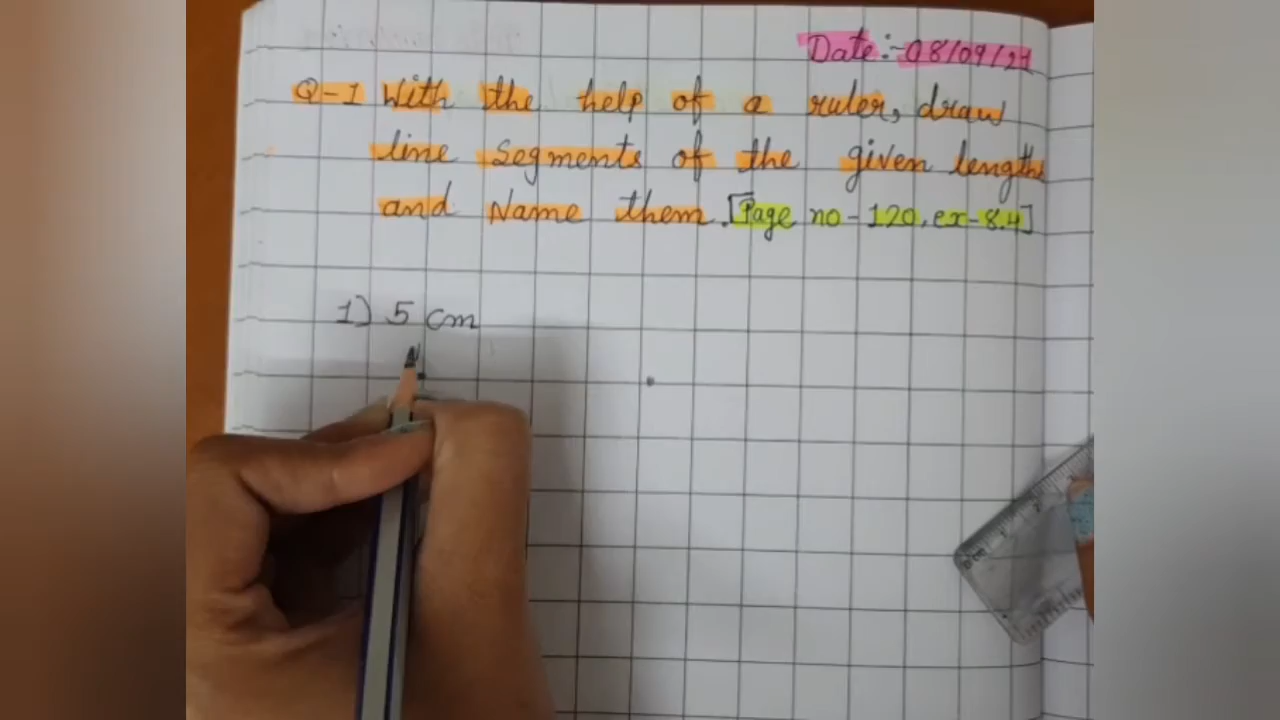 Date:-08/09/21
Q-1 With the help of a ruler, draw
line segments of the given lengths
and Name them.[Page no-120, ex-8.4]
1) 5 cm